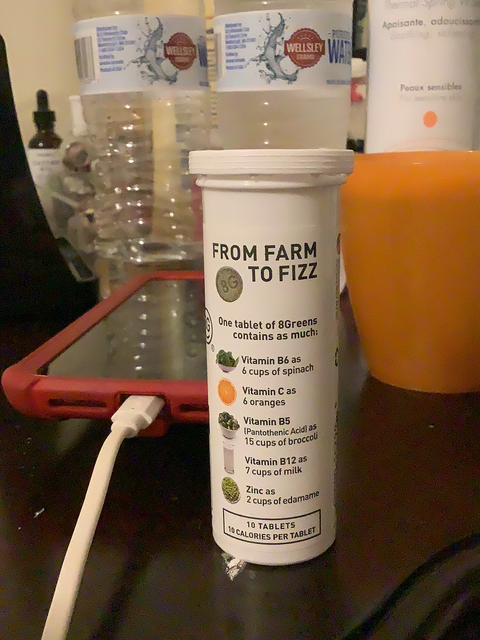 WELLSLEY
FARMS
WELLSLEY
FARMS
WATER
Apaisante, adoucissante
Peaux sensibles
FROM FARM
TO FIZZ
8G
One tablet of 8Greens
contains as much:
Vitamin B6 as
6 cups of spinach
Vitamin C as
6 oranges
Vitamin B5
(Pantothenic Acid) as
15 cups of broccoli
Vitamin B12 as
7 cups of milk
Zinc as
2 cups of edamame
10 TABLETS
10 CALORIES PER TABLET